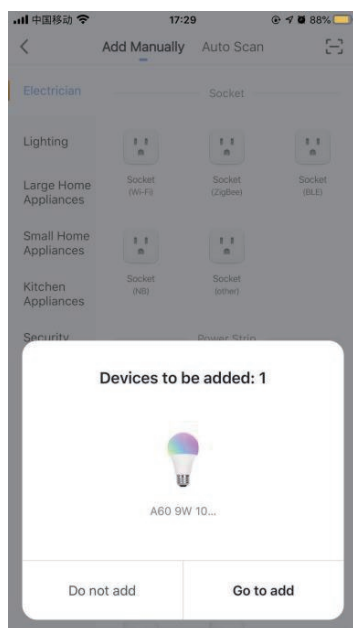 中国移动 17:29 88%
Add Manually Auto Scan
Electrician
Socket
Lighting
Socket Socket Socket
(Wi-Fi) (ZigBee) (BLE)
Large Home
Appliances
Small Home
Appliances
Socket Socket
(NB) (other)
Kitchen
Appliances
Security
Power Strip
Devices to be added: 1
A60 9W 10...
Do not add Go to add